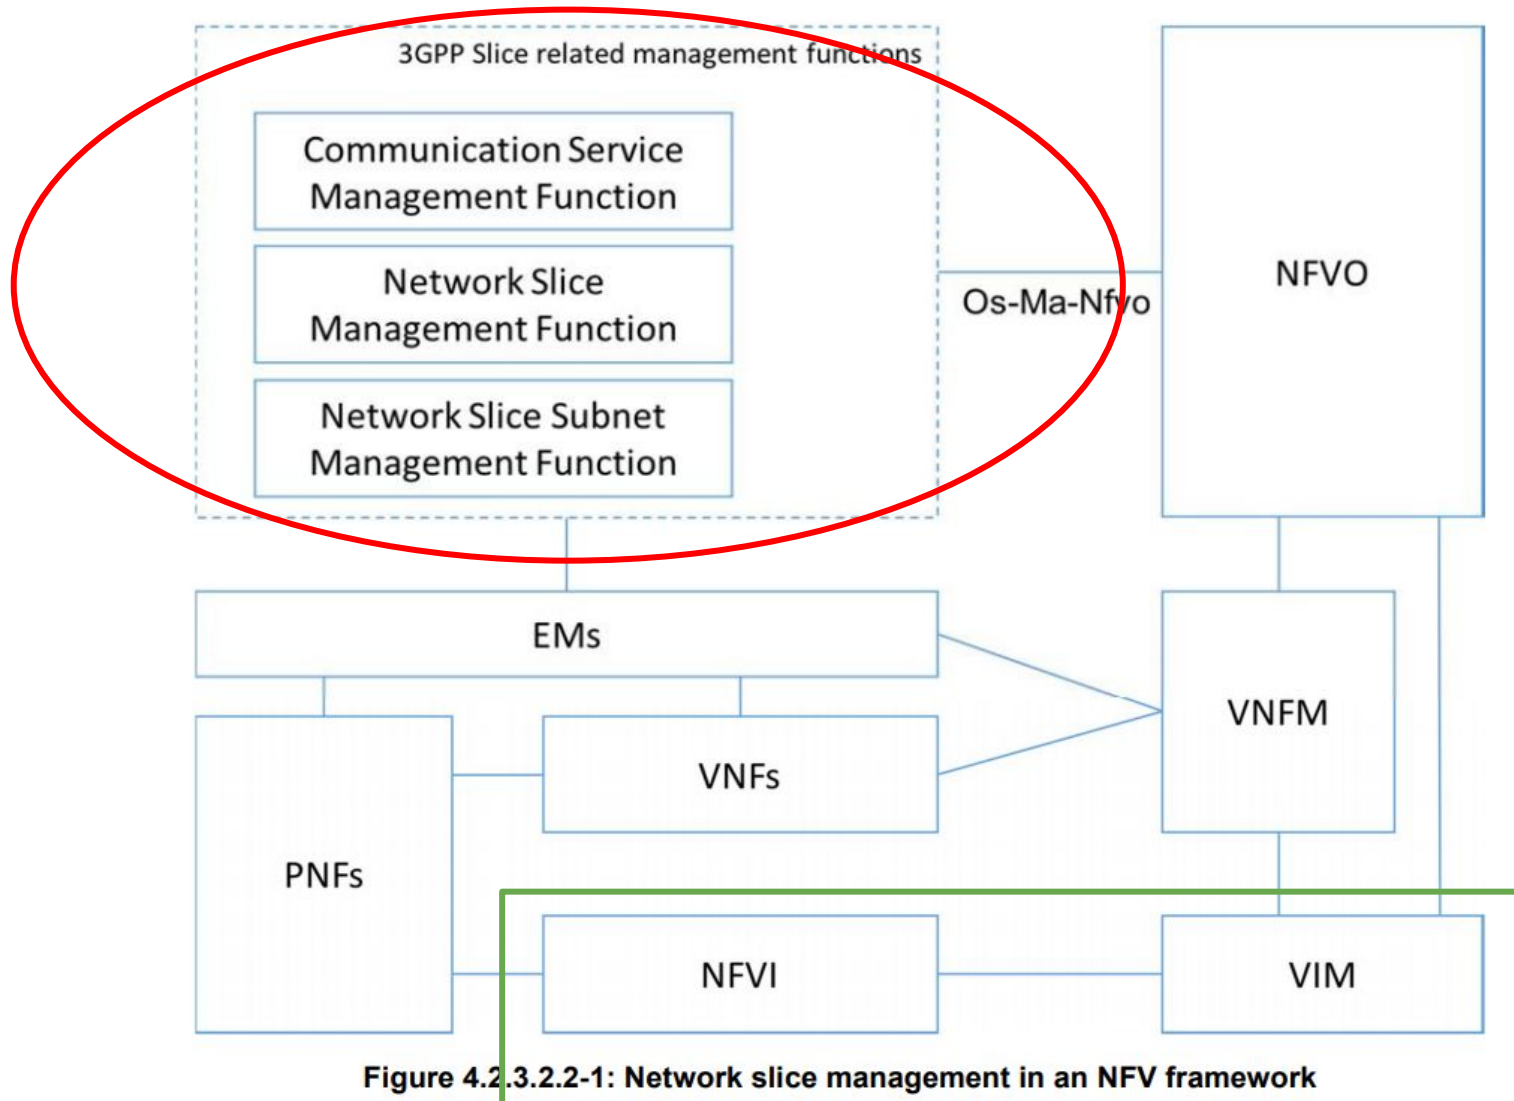 3GPP Slice related management functions
Communication Service
Management Function
Network Slice
Management Function
Network Slice Subnet
Management Function
Os-Ma-Nfvo
NFVO
EMs
VNFM
VNFs
PNFs
NFVI
VIM
Figure 4.2.3.2.2-1: Network slice management in an NFV framework